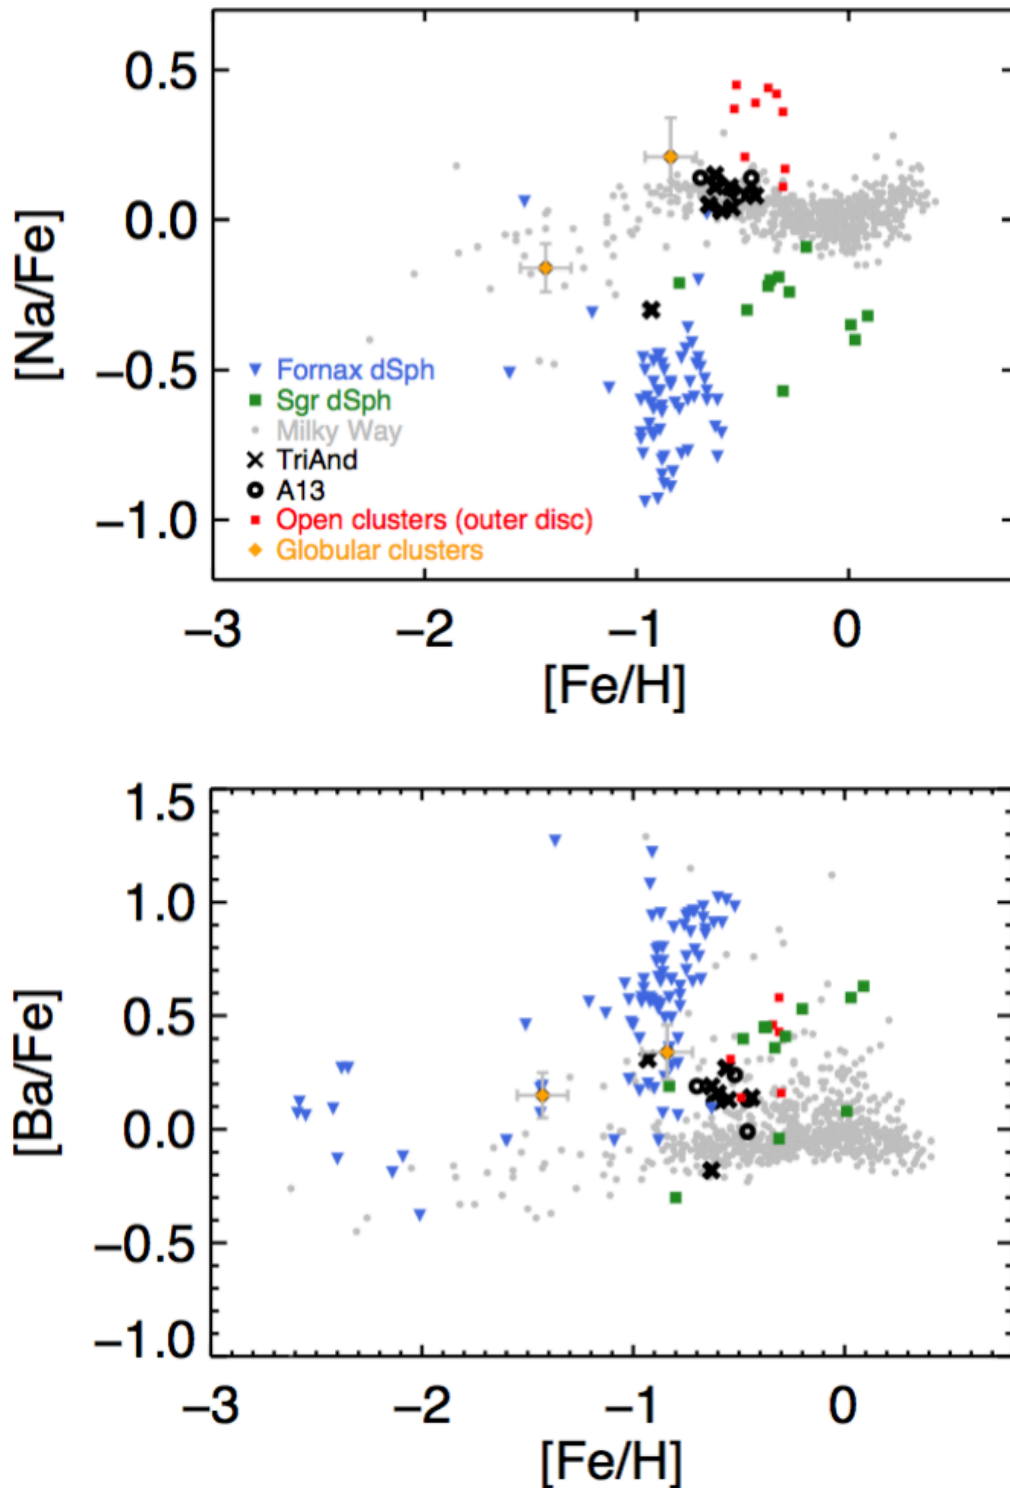 0.5
0.0
−0.5
−1.0
[Na/Fe]
Fornax dSph
Sgr dSph
Milky Way
TriAnd
A13
Open clusters (outer disc)
Globular clusters
−3 −2 −1 0
[Fe/H]
1.5
1.0
0.5
0.0
−0.5
−1.0
[Ba/Fe]
−3 −2 −1 0
[Fe/H]